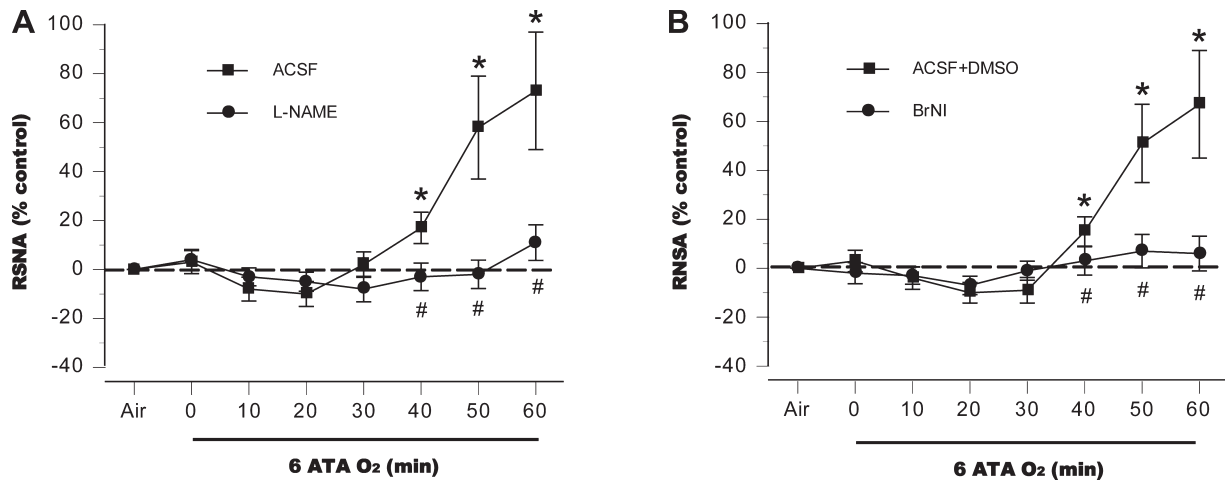 A
RSNA (% control)
100
80
60
40
20
0
-20
-40
ACSF
L-NAME
*
*
*
#
#
#
Air 0 10 20 30 40 50 60
6 ATA O₂ (min)
B
RNSA (% control)
100
80
60
40
20
0
-20
-40
ACSF+DMSO
BrNI
*
*
*
#
#
#
Air 0 10 20 30 40 50 60
6 ATA O₂ (min)